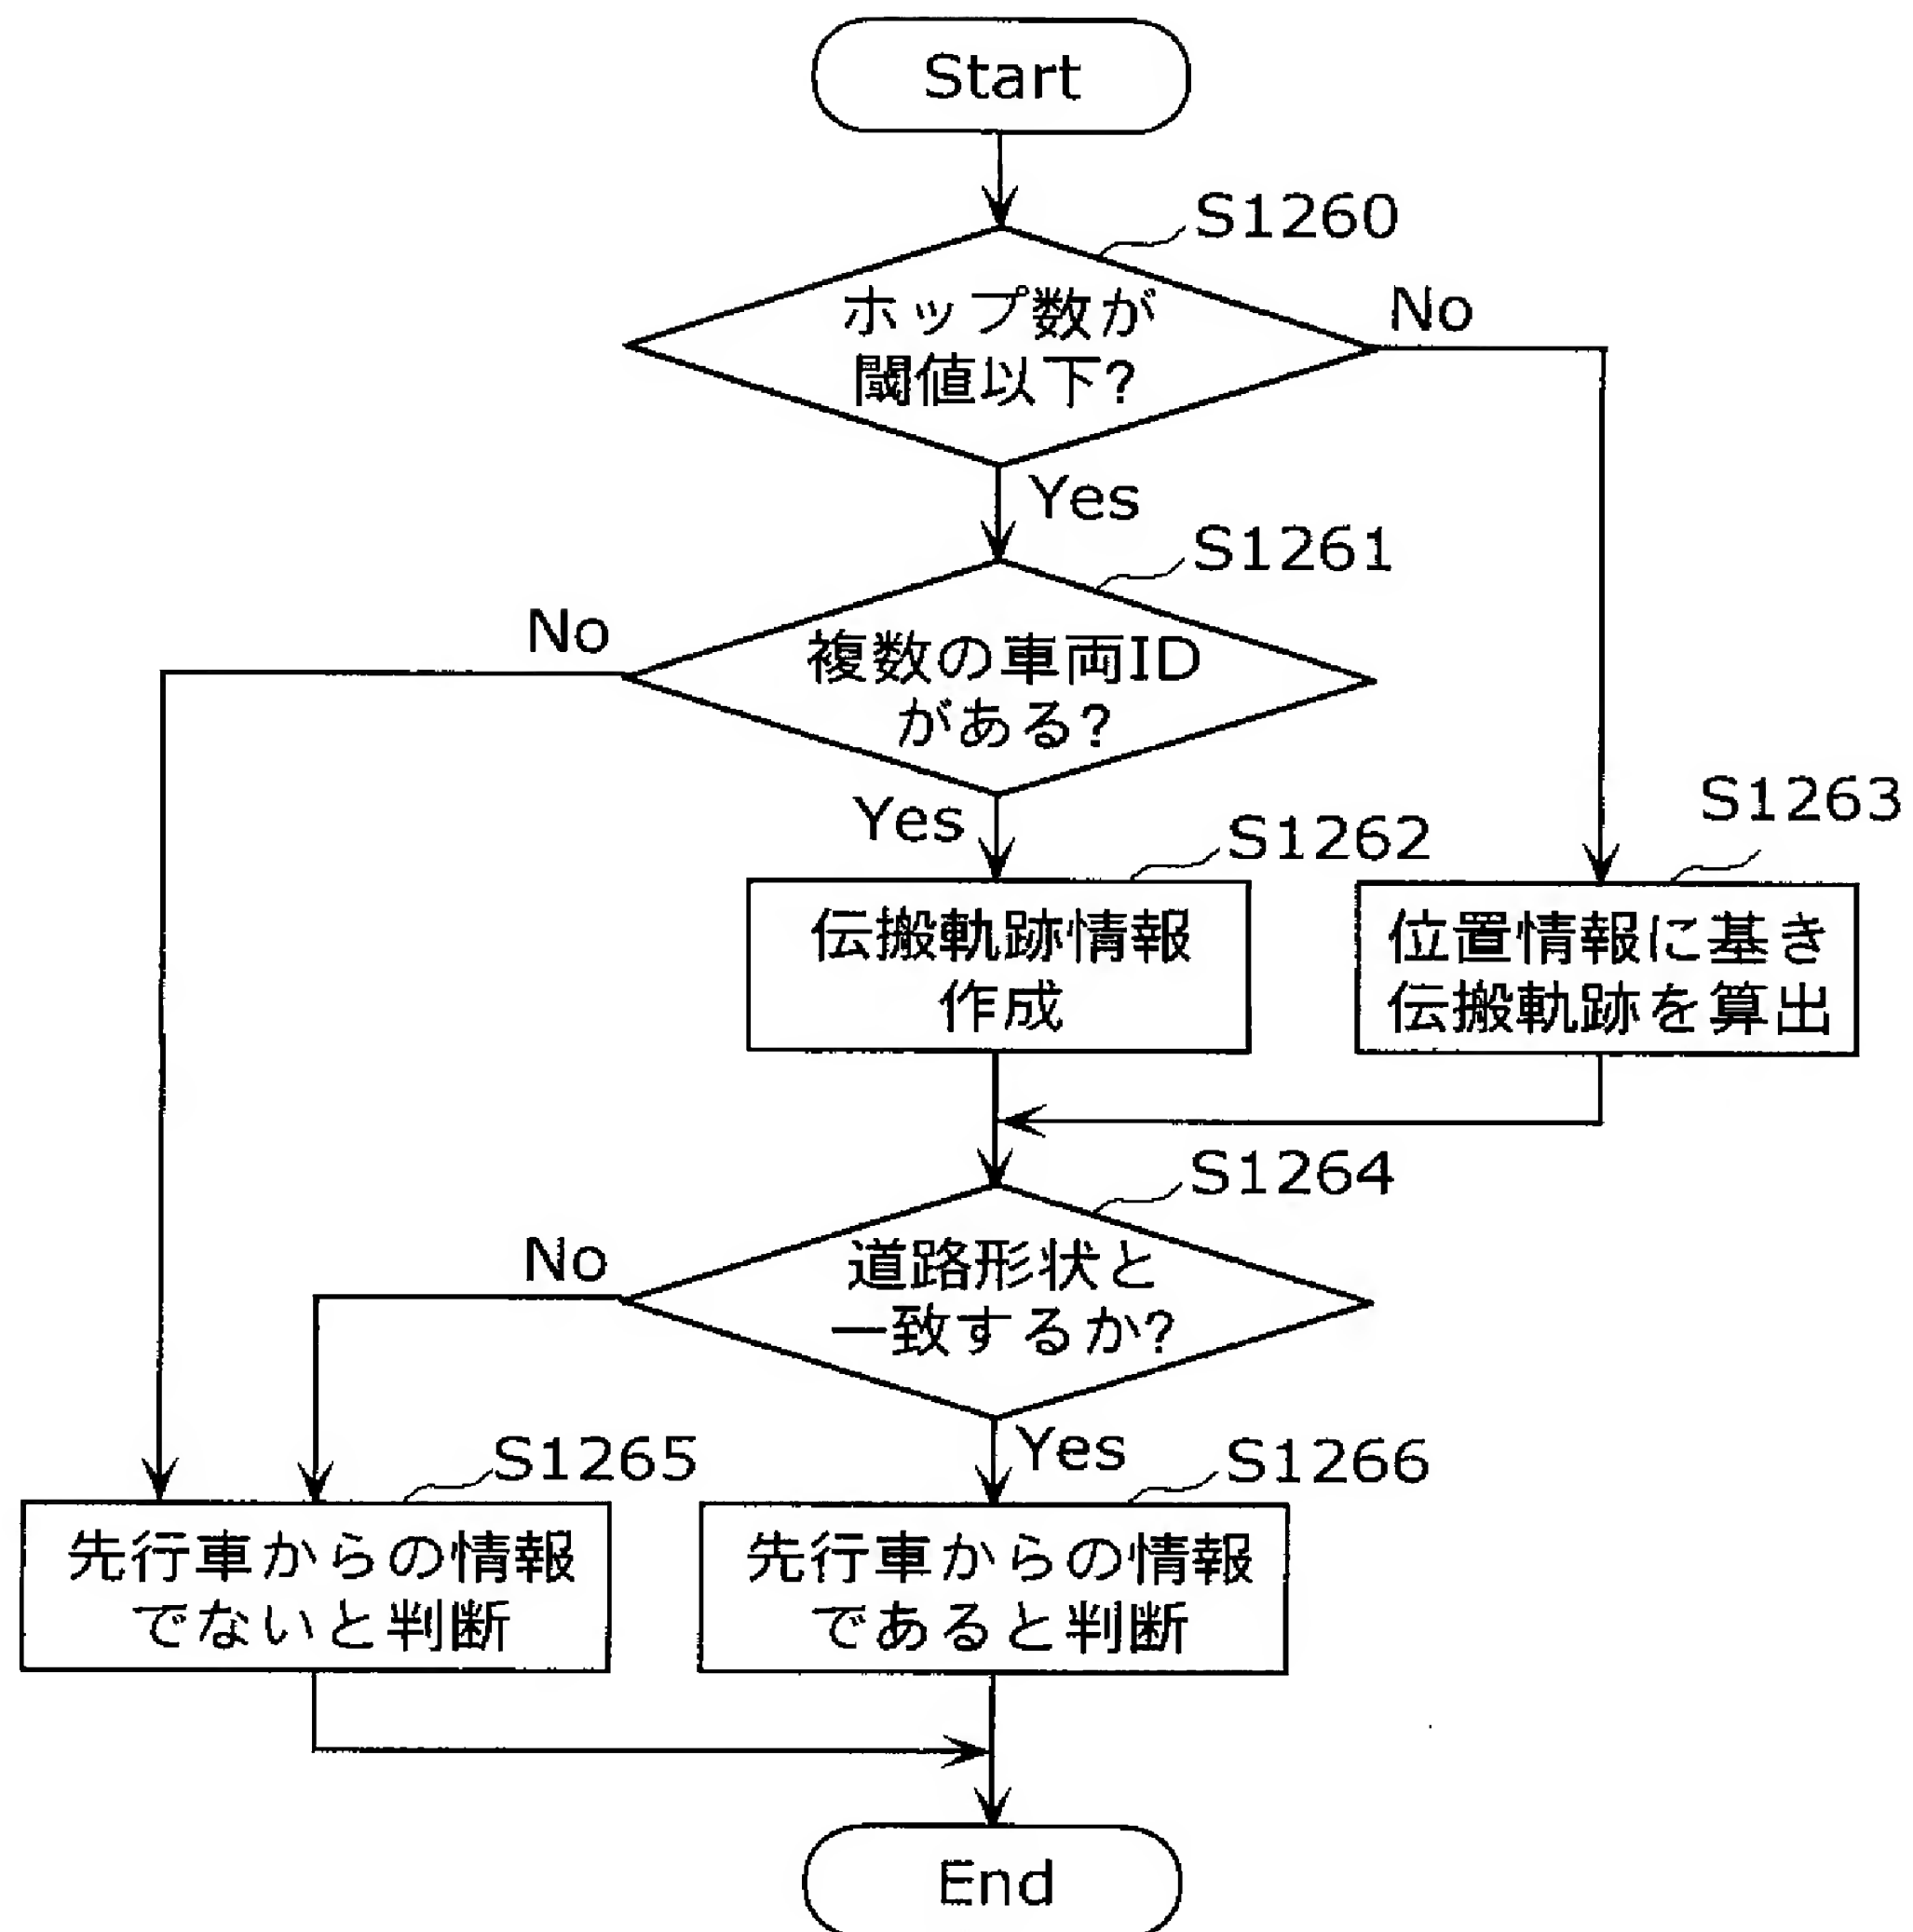 Start
S1260
ホップ数が
閾値以下?
No
Yes
S1261
No
複数の車両ID
がある?
Yes
S1262
S1263
伝搬軌跡情報
作成
位置情報に基き
伝搬軌跡を算出
S1264
No
道路形状と
一致するか?
Yes
S1265
S1266
先行車からの情報
でないと判断
先行車からの情報
であると判断
End